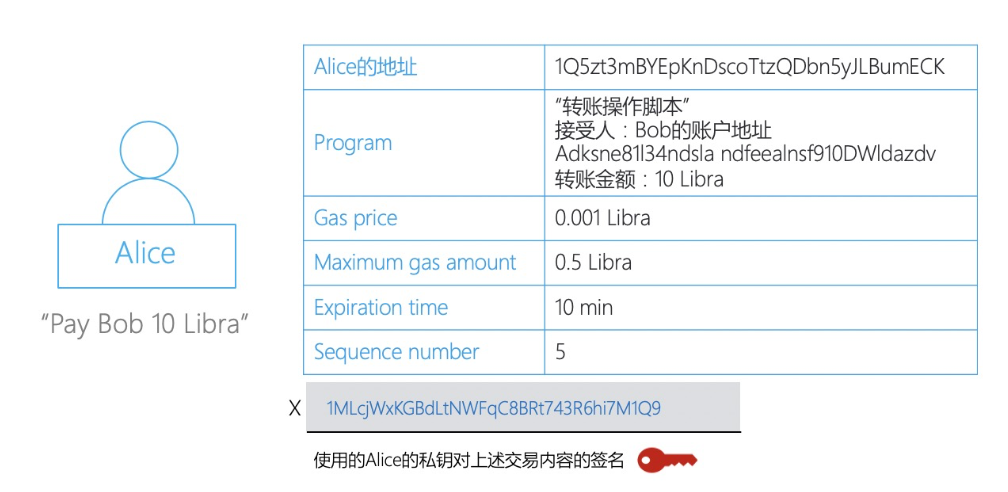 Alice的地址
1Q5zt3mBYEpKnDscoTtzQDbn5yJLBumECK
Program
“转账操作脚本”
接受人：Bob的账户地址
Adksne81l34ndsla ndfeealnsf910DWldazdv
转账金额：10 Libra
Gas price
0.001 Libra
Maximum gas amount
0.5 Libra
Expiration time
10 min
Sequence number
5
Alice
“Pay Bob 10 Libra”
X 1MLcjWxKGBdLtNWFqC8BRt743R6hi7M1Q9
使用的Alice的私钥对上述交易内容的签名